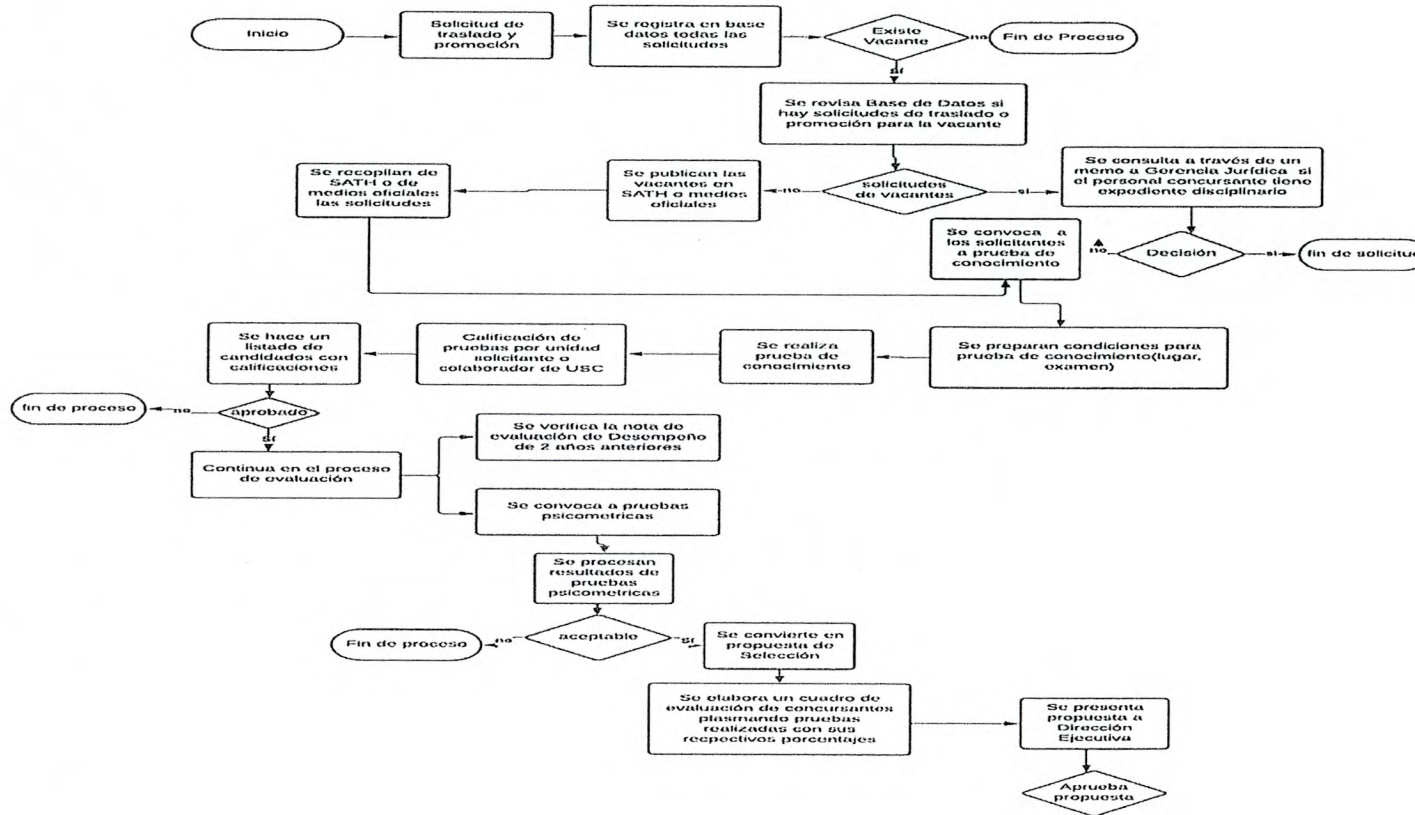 Inicio
Solicitud de
traslado y
promoción
Se registra en base
datos todas las
solicitudes
Existe
Vacante
no
Fin de Proceso
Sí
Se revisa Base de Datos si
hay solicitudes de traslado o
promoción para la vacante
solicitudes
de vacantes
no
Se publican las
vacantes en
SATH o medios
oficiales
Se recopilan de
SATH o de
medios oficiales
las solicitudes
si
Se consulta a través de un
memo a Gerencia Jurídica si
el personal concursante tiene
expediente disciplinario
Decisión
si
fin de solicitud
no
Se convoca a
los solicitantes
a prueba de
conocimiento
Se preparan condiciones para
prueba de conocimiento(lugar,
examen)
Se realiza
prueba de
conocimiento
Calificación de
pruebas por unidad
solicitante o
colaborador de USC
Se hace un
listado de
candidados con
calificaciones
aprobado
no
fin de proceso
Sí
Continua en el proceso
de evaluación
Se verifica la nota de
evaluación de Desempeño
de 2 años anteriores
Se convoca a pruebas
psicometricas
Se procesan
resultados de
pruebas
psicometricas
aceptable
no
Fin de proceso
Sí
Se convierte en
propuesta de
Selección
Se elabora un cuadro de
evaluación de concursantes
plasmando pruebas
realizadas con sus
recpectivos porcentajes
Se presenta
propuesta a
Dirección
Ejecutiva
Aprueba
propuesta